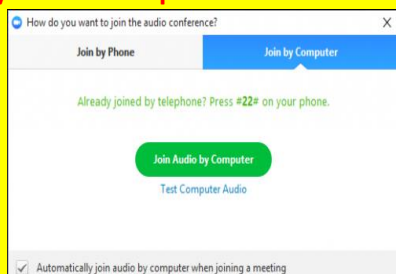 How do you want to join the audio conference?
X
Join by Phone
Join by Computer
Already joined by telephone? Press #22# on your phone.
Join Audio by Computer
Test Computer Audio
Automatically join audio by computer when joining a meeting